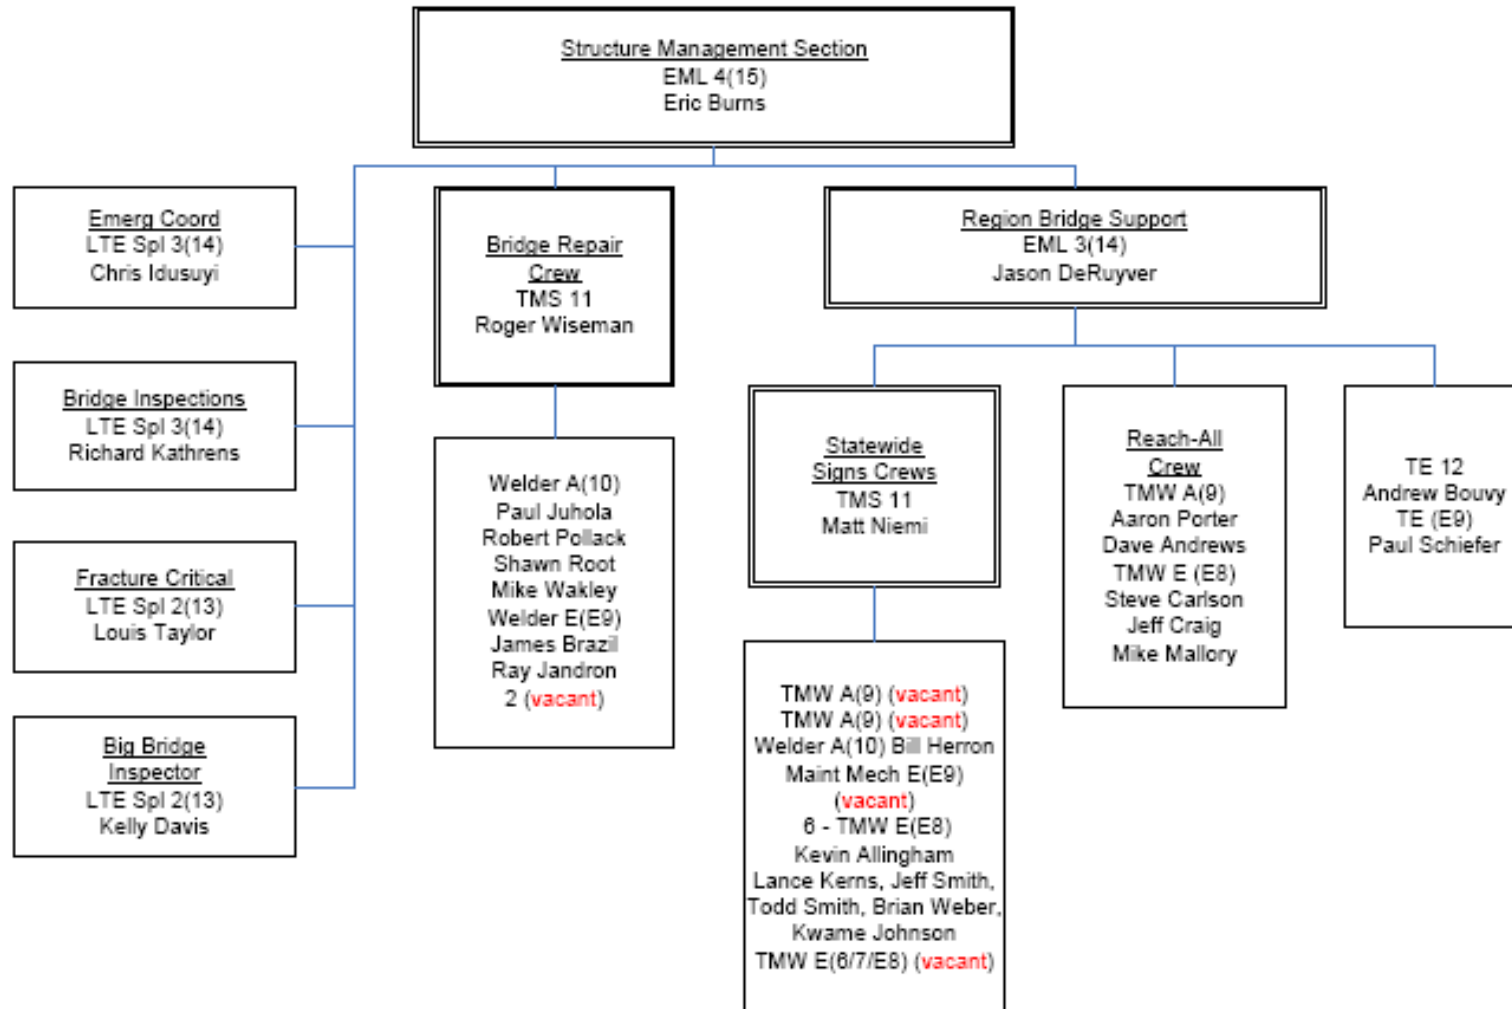 Structure Management Section
EML 4(15)
Eric Burns
Emerg Coord
LTE Spl 3(14)
Chris Idusuyi
Bridge Inspections
LTE Spl 3(14)
Richard Kathrens
Fracture Critical
LTE Spl 2(13)
Louis Taylor
Big Bridge
Inspector
LTE Spl 2(13)
Kelly Davis
Bridge Repair
Crew
TMS 11
Roger Wiseman
Welder A(10)
Paul Juhola
Robert Pollack
Shawn Root
Mike Wakley
Welder E(E9)
James Brazil
Ray Jandron
2 (vacant)
Region Bridge Support
EML 3(14)
Jason DeRuyver
Statewide
Signs Crews
TMS 11
Matt Niemi
TMW A(9) (vacant)
TMW A(9) (vacant)
Welder A(10) Bill Herron
Maint Mech E(E9)
(vacant)
6 - TMW E(E8)
Kevin Allingham
Lance Kerns, Jeff Smith,
Todd Smith, Brian Weber,
Kwame Johnson
TMW E(6/7/E8) (vacant)
Reach-All
Crew
TMW A(9)
Aaron Porter
Dave Andrews
TMW E (E8)
Steve Carlson
Jeff Craig
Mike Mallory
TE 12
Andrew Bouvy
TE (E9)
Paul Schiefer